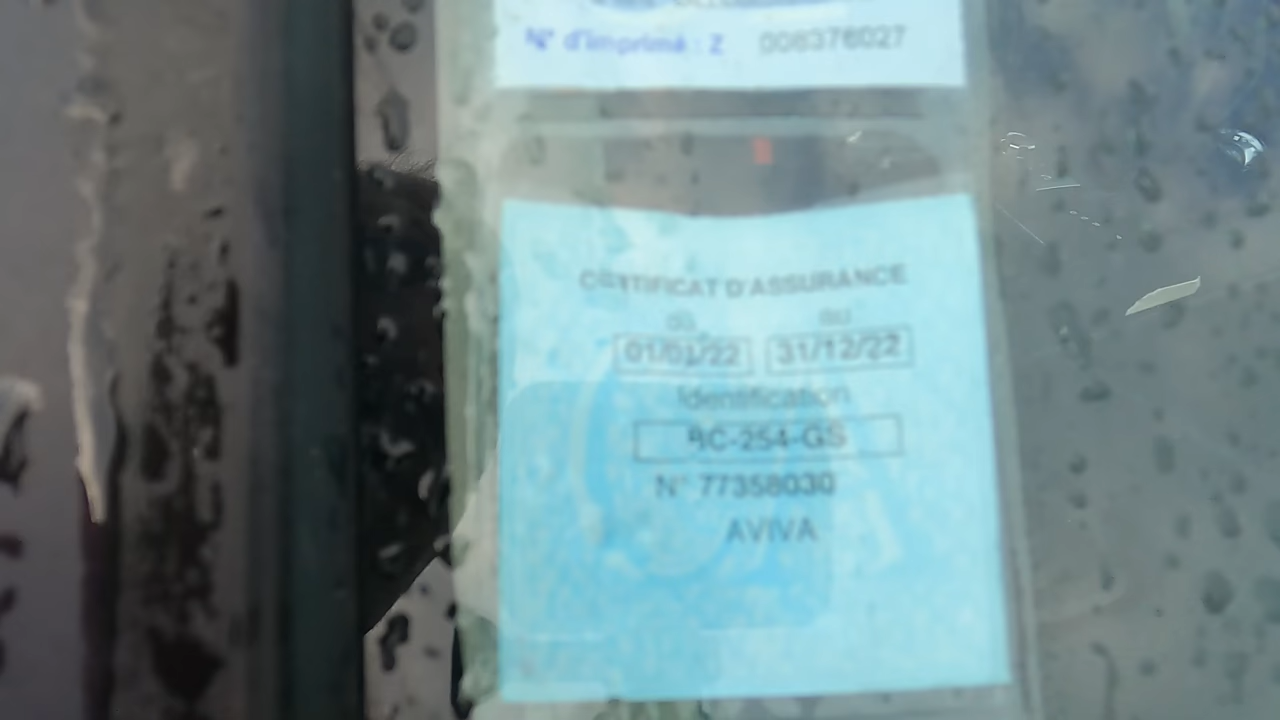 N° d'imprimé : Z 008376027
CERTIFICAT D'ASSURANCE
du au
01/01/22 31/12/22
Identification
N° 77358030
AVIVA